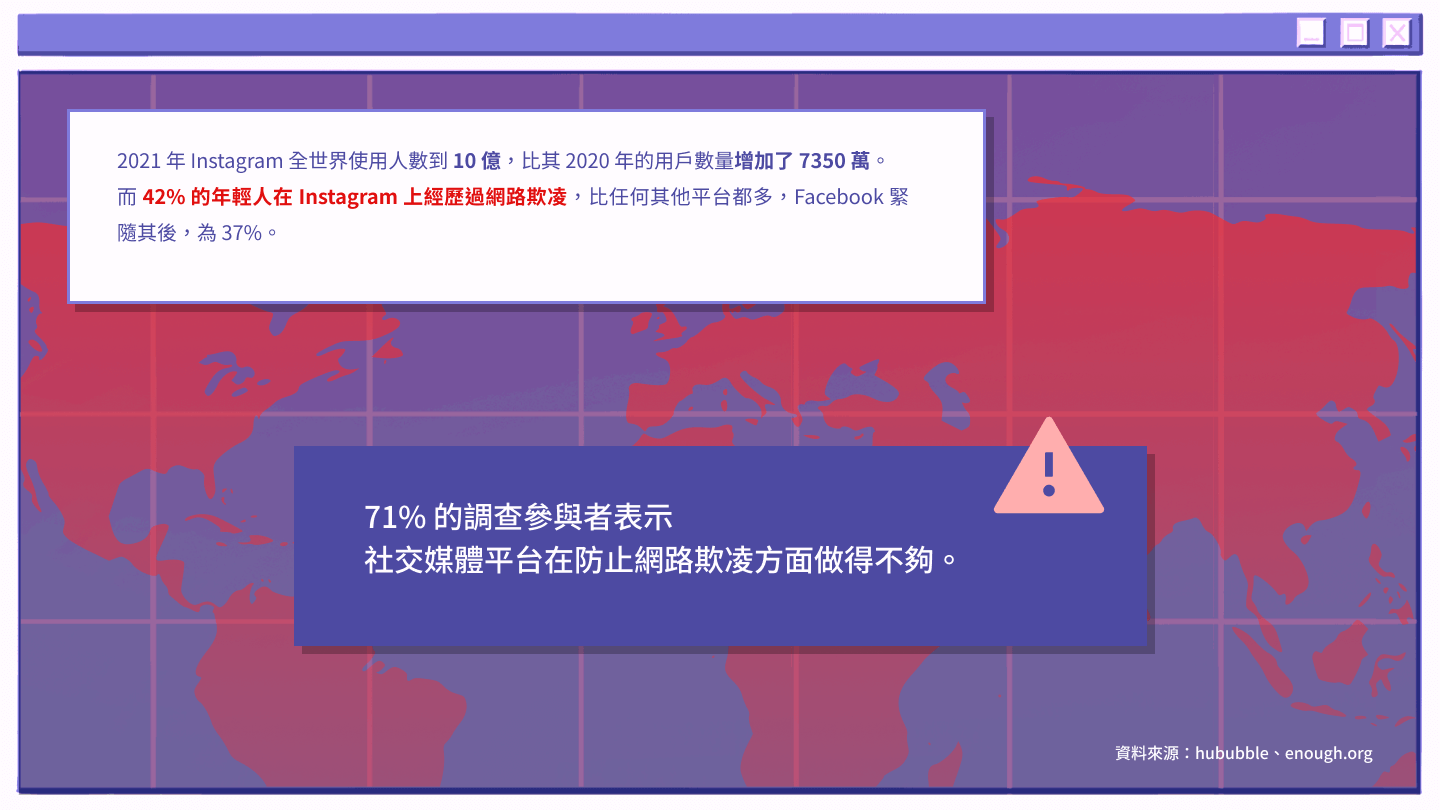 2021 年 Instagram 全世界使用人數到 10 億，比其 2020 年的用戶數量增加了 7350 萬。
而 42% 的年輕人在 Instagram 上經歷過網路欺凌，比任何其他平台都多，Facebook 緊
隨其後，為 37%。
71% 的調查參與者表示
社交媒體平台在防止網路欺凌方面做得不夠。
資料來源：hububble、enough.org